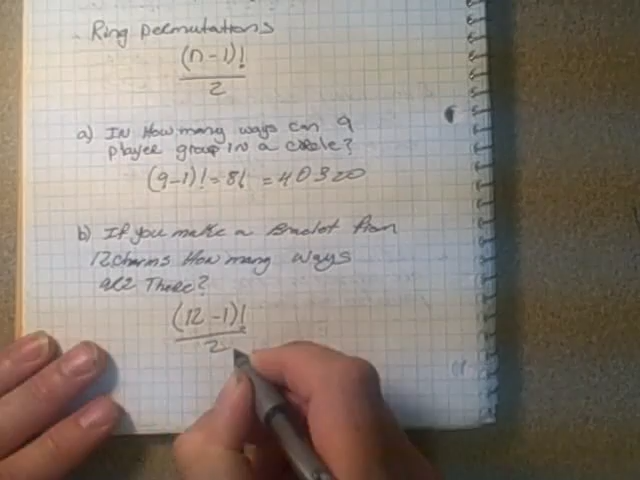 Ring permutations
(n-1)!
2
a) In How many ways can 9
player group in a circle?
(9-1)! = 8! = 40320
b) If you make a braclot from
12 charms How many ways
are There?
(12-1)!
2